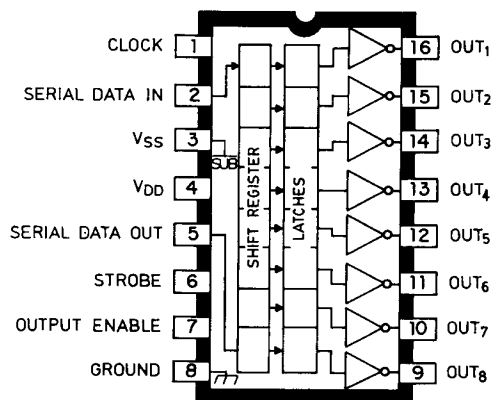 CLOCK 1 16 OUT1
SERIAL DATA IN 2 15 OUT2
VSS 3 14 OUT3
SUB
VDD 4 13 OUT4
SERIAL DATA OUT 5 12 OUT5
STROBE 6 11 OUT6
OUTPUT ENABLE 7 10 OUT7
GROUND 8 9 OUT8
SHIFT REGISTER
LATCHES